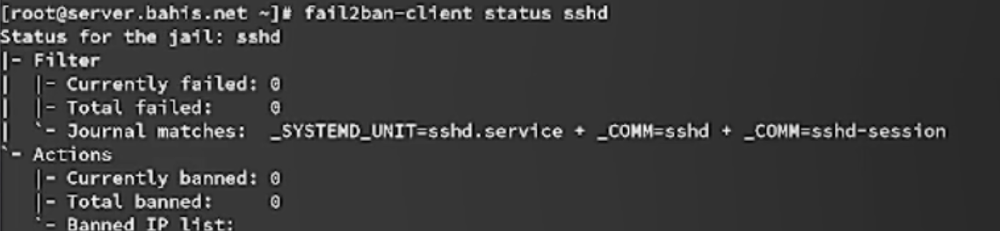 [root@server.bahis.net ~]# fail2ban-client status sshd
Status for the jail: sshd
|- Filter
|  |- Currently failed: 0
|  |- Total failed:     0
|  `- Journal matches:  _SYSTEMD_UNIT=sshd.service + _COMM=sshd + _COMM=sshd-session
`- Actions
   |- Currently banned: 0
   |- Total banned:     0
   `- Banned IP list: